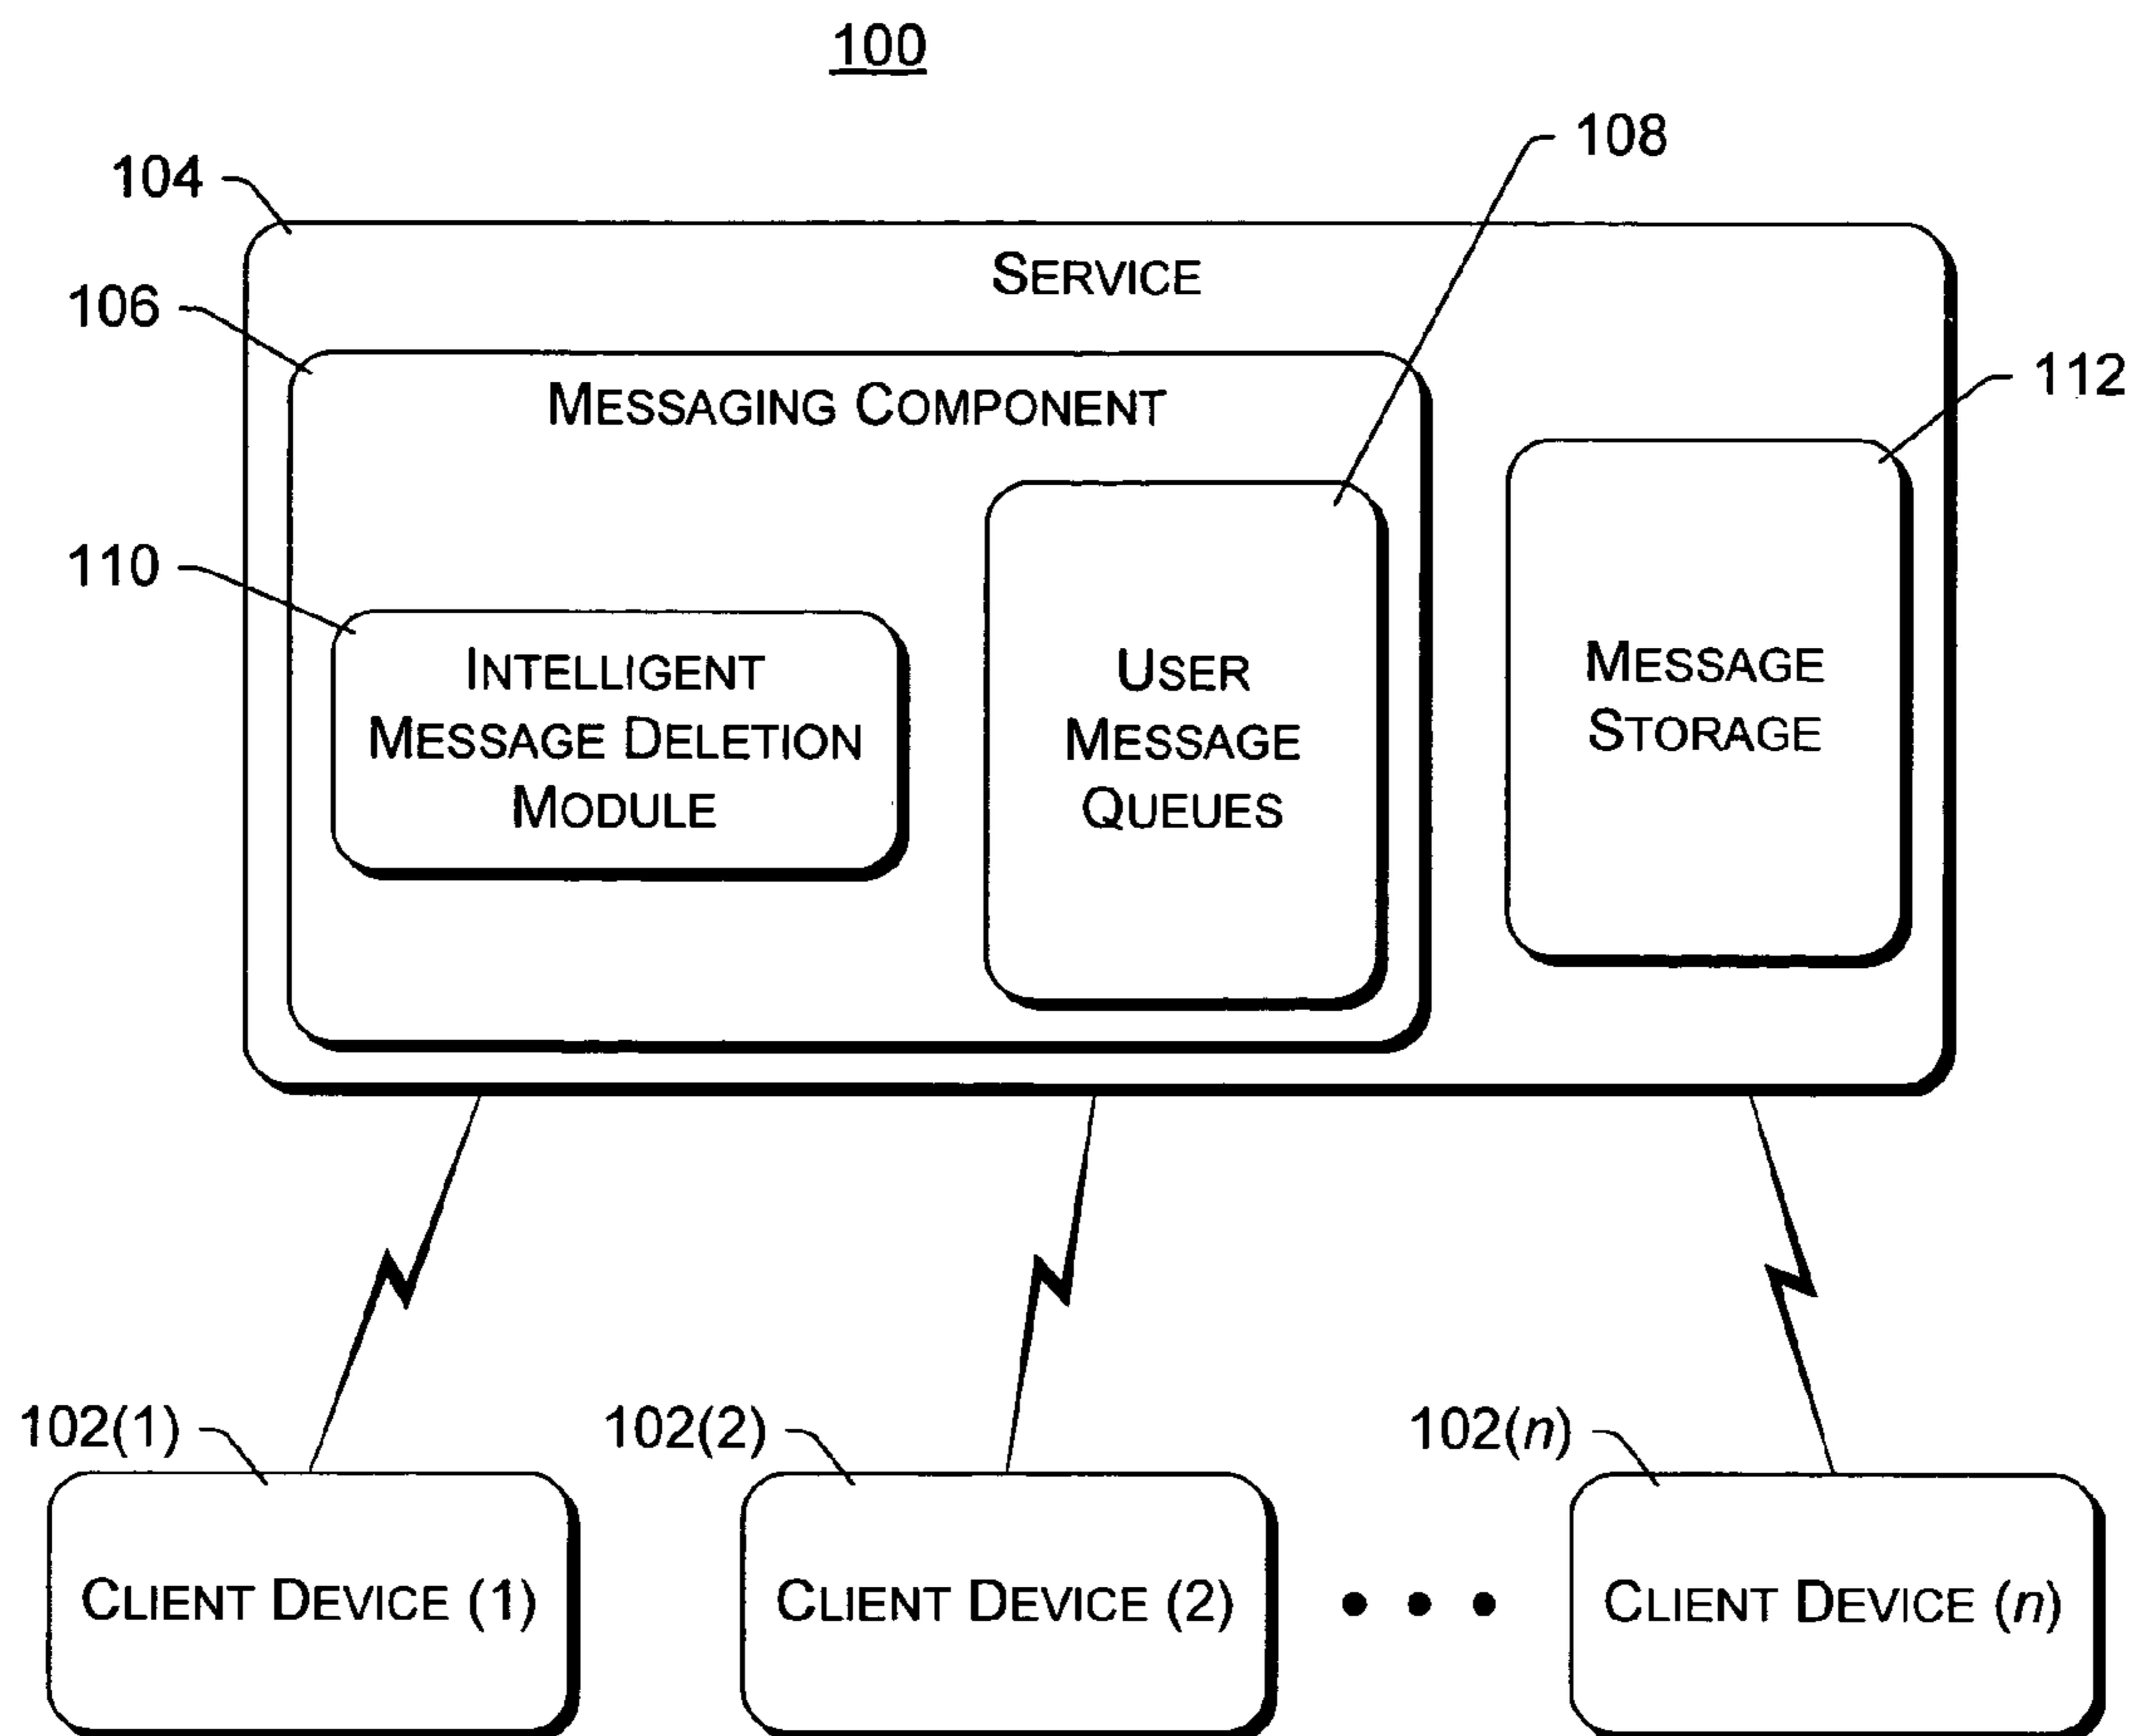 100
108
104
SERVICE
106
MESSAGING COMPONENT
112
110
INTELLIGENT
MESSAGE DELETION
MODULE
USER
MESSAGE
QUEUES
MESSAGE
STORAGE
102(1)
102(2)
102(n)
CLIENT DEVICE (1)
CLIENT DEVICE (2)
• • •
CLIENT DEVICE (n)